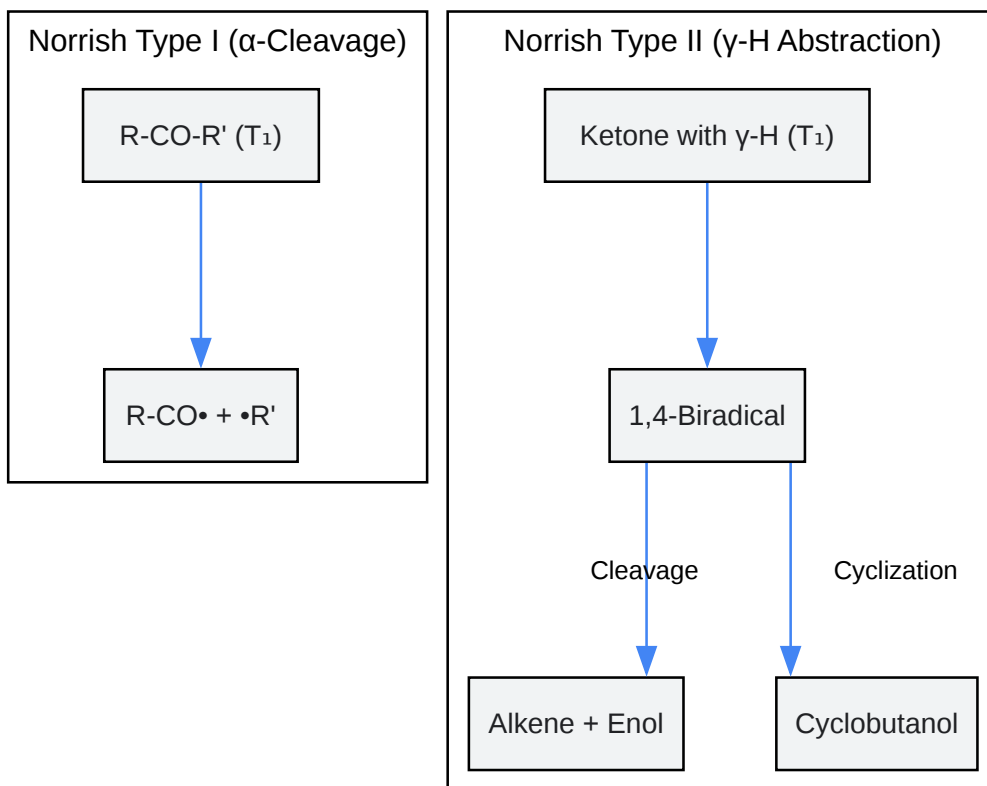 Norrish Type I (α-Cleavage)
R-CO-R' (T₁)
R-CO• + •R'
Norrish Type II (γ-H Abstraction)
Ketone with γ-H (T₁)
1,4-Biradical
Cleavage
Cyclization
Alkene + Enol
Cyclobutanol